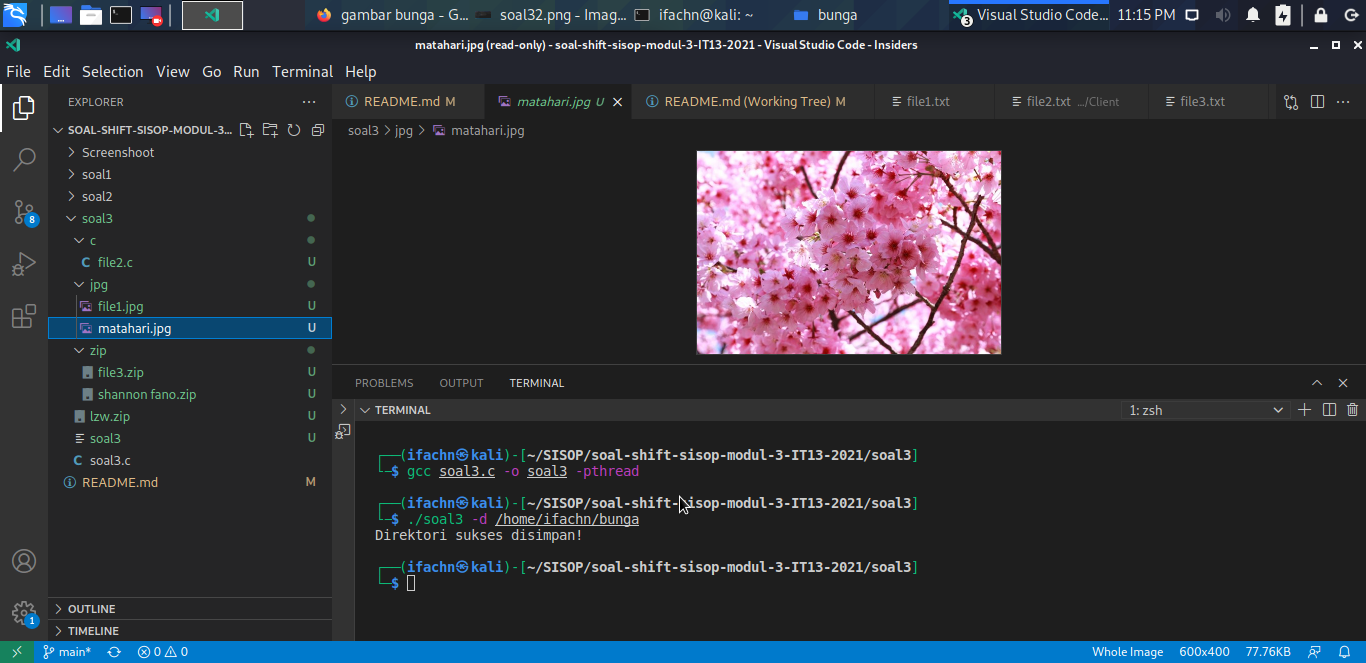 gambar bunga - G... soal32.png - Imag... ifachn@kali: ~ bunga Visual Studio Code... 11:15 PM
3
matahari.jpg (read-only) - soal-shift-sisop-modul-3-IT13-2021 - Visual Studio Code - Insiders
File Edit Selection View Go Run Terminal Help
EXPLORER
README.md M matahari.jpg U README.md (Working Tree) M file1.txt file2.txt .../Client file3.txt
SOAL-SHIFT-SISOP-MODUL-3...
soal3 > jpg > matahari.jpg
Screenshoot
soal1
soal2
soal3
c
C file2.c U
jpg
file1.jpg U
matahari.jpg U
zip
file3.zip U
shannon fano.zip U
lzw.zip U
soal3 U
C soal3.c
README.md M
OUTLINE
TIMELINE
8
1
PROBLEMS OUTPUT TERMINAL
TERMINAL 1: zsh
┌──(ifachn㉿kali)-[~/SISOP/soal-shift-sisop-modul-3-IT13-2021/soal3]
└─$ gcc soal3.c -o soal3 -pthread
┌──(ifachn㉿kali)-[~/SISOP/soal-shift-sisop-modul-3-IT13-2021/soal3]
└─$ ./soal3 -d /home/ifachn/bunga
Direktori sukses disimpan!
┌──(ifachn㉿kali)-[~/SISOP/soal-shift-sisop-modul-3-IT13-2021/soal3]
└─$
main* 0 0 Whole Image 600x400 77.76KB